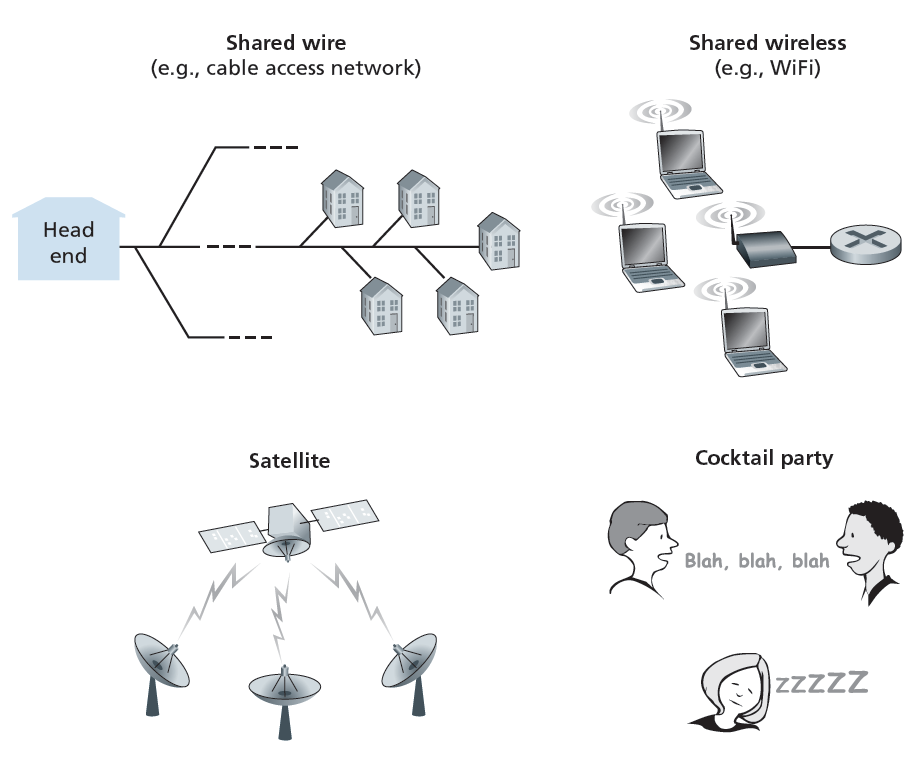 Shared wire
(e.g., cable access network)
Shared wireless
(e.g., WiFi)
Head
end
Satellite
Cocktail party
Blah, blah, blah
zzzzz